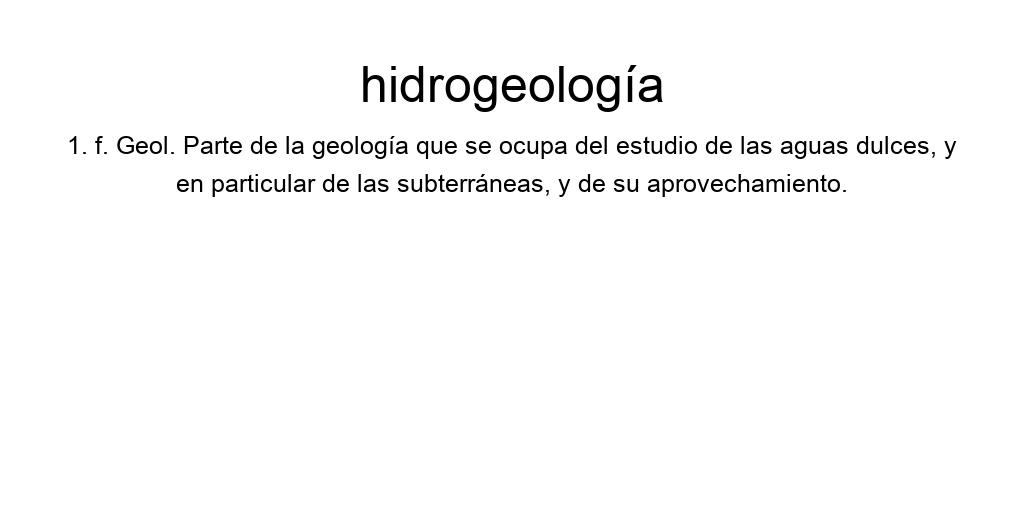 hidrogeología
1. f. Geol. Parte de la geología que se ocupa del estudio de las aguas dulces, y
en particular de las subterráneas, y de su aprovechamiento.